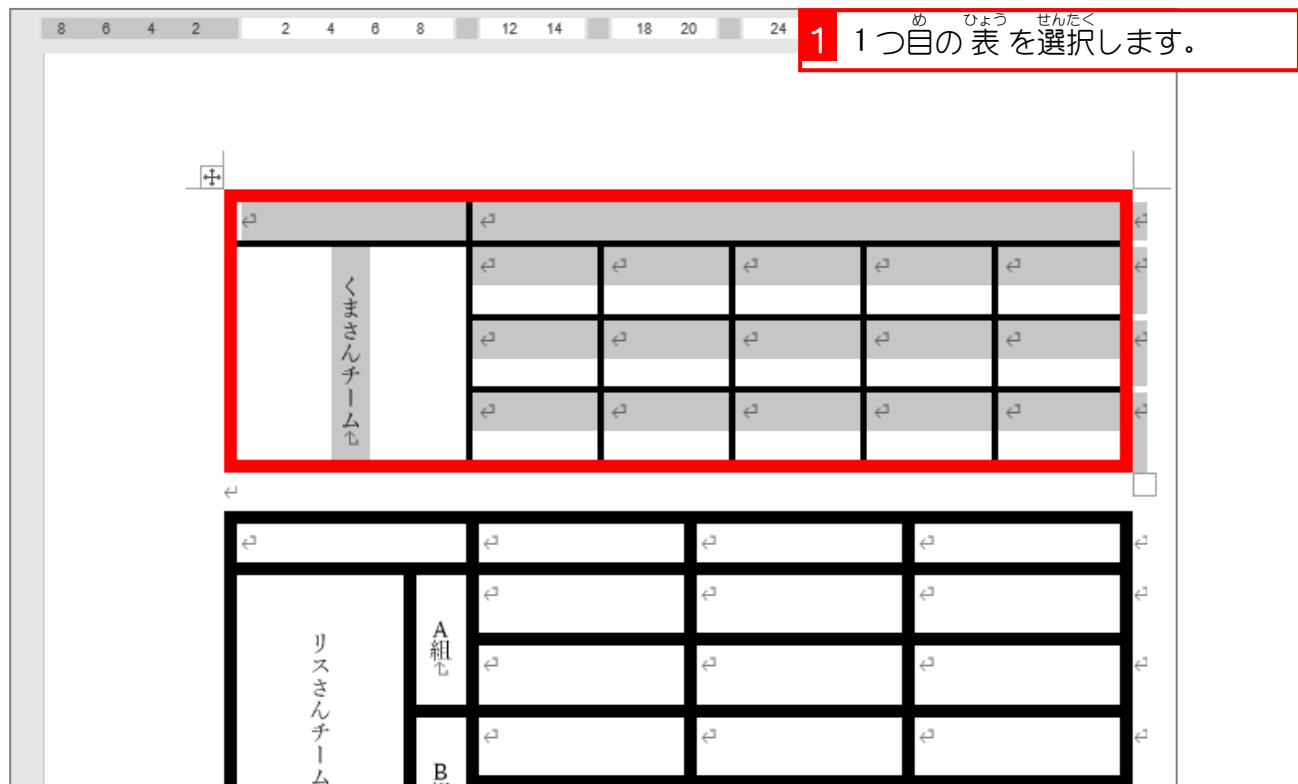 8 6 4 2 2 4 6 8 12 14 18 20 24
め ひょう せんたく
1 1つ目の表を選択します。
くまさんチーム
リスさんチーム
A組
B